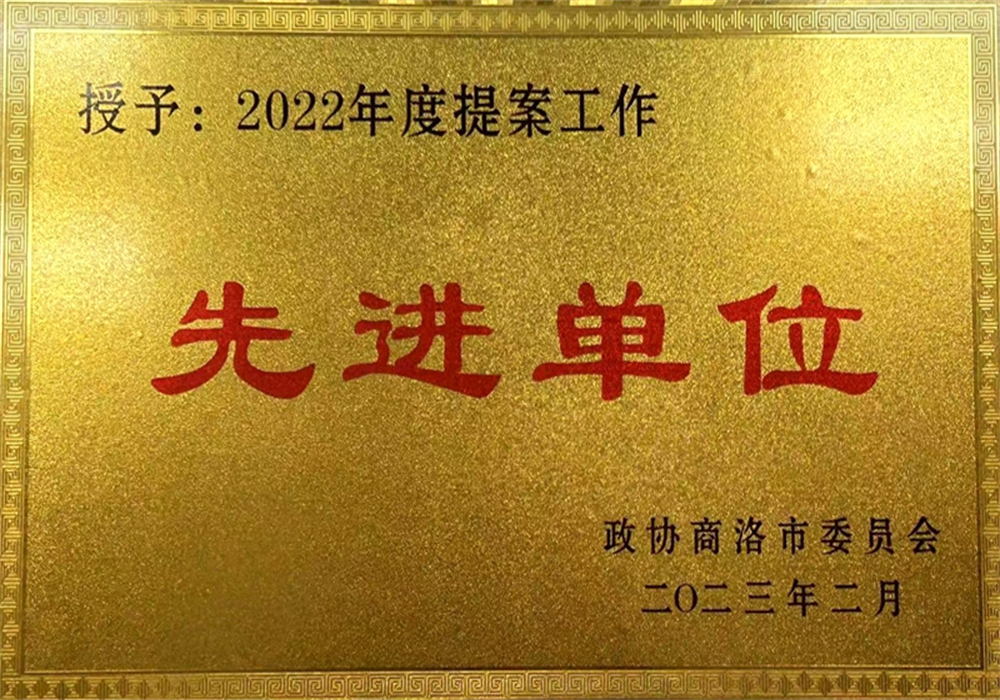 授予：2022年度提案工作
先进单位
政协商洛市委员会
二〇二三年二月